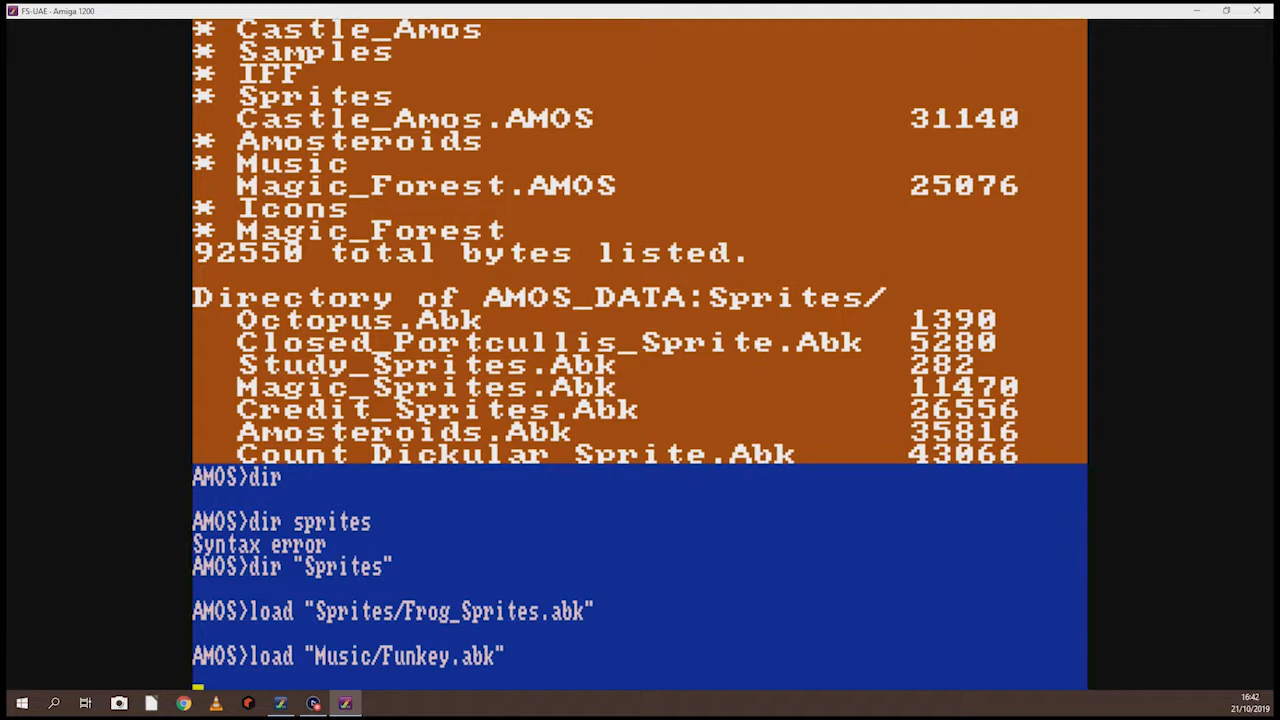 FS-UAE - Amiga 1200
* Castle_Amos
* Samples
* IFF
* Sprites
Castle_Amos.AMOS 31140
* Amosteroids
* Music
Magic_Forest.AMOS 25076
* Icons
* Magic_Forest
92550 total bytes listed.
Directory of AMOS_DATA:Sprites/
Octopus.Abk 1390
Closed_Portcullis_Sprite.Abk 5280
Study_Sprites.Abk 282
Magic_Sprites.Abk 11470
Credit_Sprites.Abk 26556
Amosteroids.Abk 35816
Count_Dickular_Sprite.Abk 43066
AMOS>dir
AMOS>dir sprites
Syntax error
AMOS>dir "Sprites"
AMOS>load "Sprites/Frog_Sprites.abk"
AMOS>load "Music/Funkey.abk"
16:42
21/10/2019